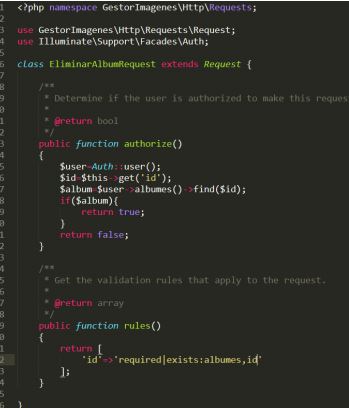 1 <?php namespace GestorImagenes\Http\Requests;
2
3 use GestorImagenes\Http\Requests\Request;
4 use Illuminate\Support\Facades\Auth;
5
6 class EliminarAlbumRequest extends Request {
7
8 /**
9 * Determine if the user is authorized to make this reques
0 *
1 * @return bool
2 */
3 public function authorize()
4 {
5 $user=Auth::user();
6 $id=$this->get('id');
7 $album=$user->albumes()->find($id);
8 if($album){
9 return true;
0 }
1 return false;
2 }
3
4 /**
5 * Get the validation rules that apply to the request.
6 *
7 * @return array
8 */
9 public function rules()
0 {
1 return [
2 'id'=>'required|exists:albumes,id'
3 ];
4 }
5
6 }